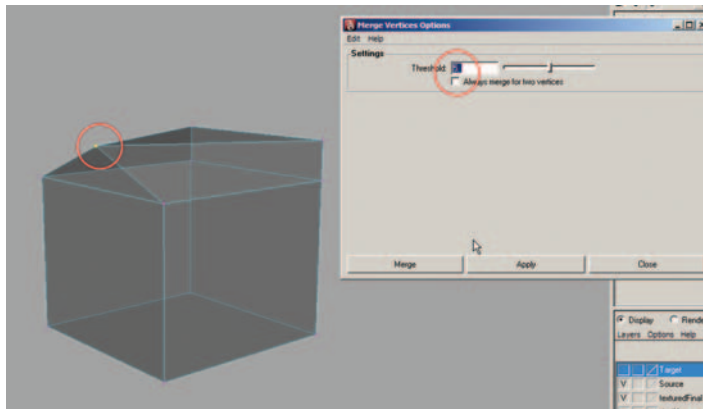 Merge Vertices Options
Edit Help
Settings
Threshold
Always merge for two vertices
Merge Apply Close
Display Rende
Layers Options Help
Target
V Source
V texturedFinal